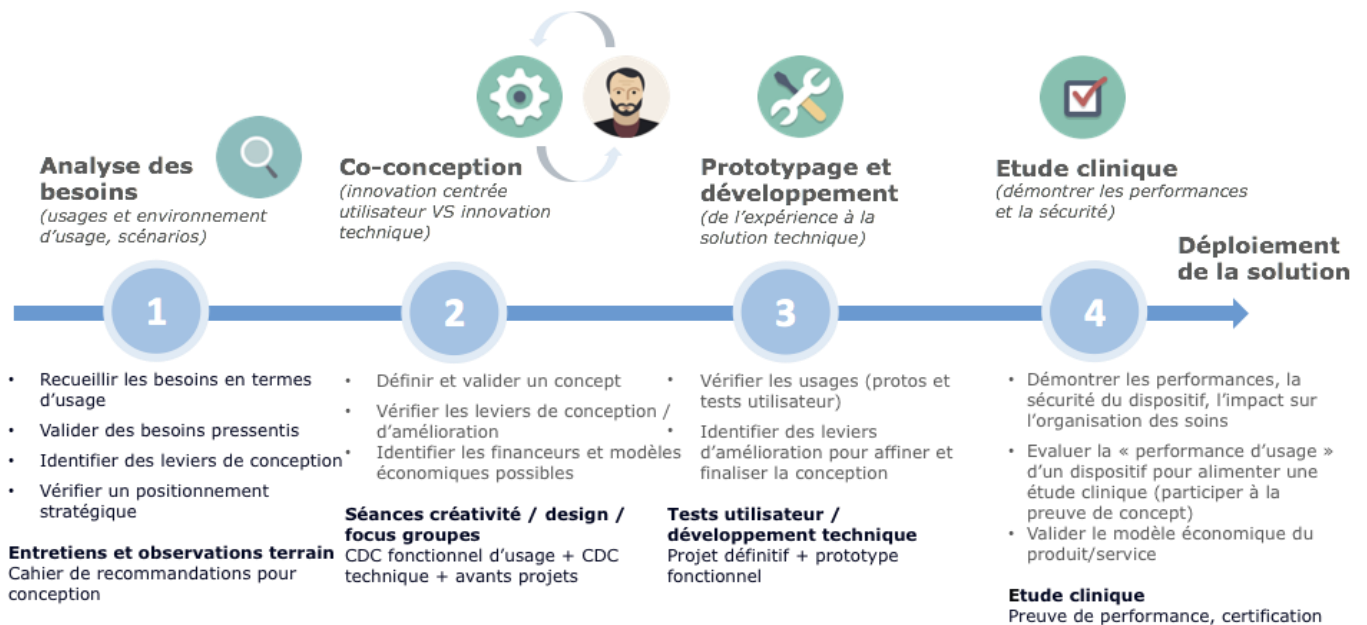 Analyse des
besoins
(usages et environnement
d'usage, scénarios)
Co-conception
(innovation centrée
utilisateur VS innovation
technique)
Prototypage et
développement
(de l'expérience à la
solution technique)
Etude clinique
(démontrer les performances
et la sécurité)
Déploiement
de la solution
1
2
3
4
• Recueillir les besoins en termes
d'usage
• Valider des besoins pressentis
• Identifier des leviers de conception
• Vérifier un positionnement
stratégique
Entretiens et observations terrain
Cahier de recommandations pour
conception
• Définir et valider un concept
• Vérifier les leviers de conception /
d'amélioration
• Identifier les financeurs et modèles
économiques possibles
Séances créativité / design /
focus groupes
CDC fonctionnel d'usage + CDC
technique + avants projets
• Vérifier les usages (protos et
tests utilisateur)
• Identifier des leviers
d'amélioration pour affiner et
finaliser la conception
Tests utilisateur /
développement technique
Projet définitif + prototype
fonctionnel
• Démontrer les performances, la
sécurité du dispositif, l'impact sur
l'organisation des soins
• Evaluer la « performance d'usage »
d'un dispositif pour alimenter une
étude clinique (participer à la
preuve de concept)
• Valider le modèle économique du
produit/service
Etude clinique
Preuve de performance, certification